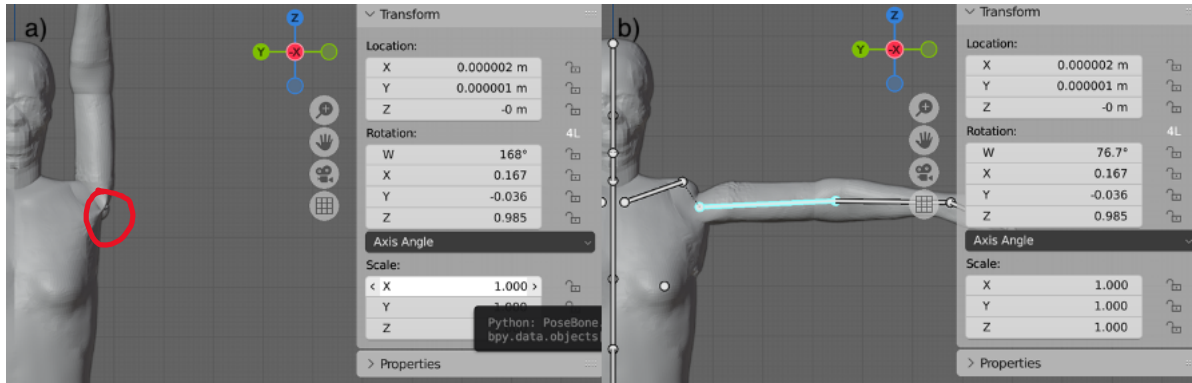 a)
Z
Y
-X
Transform
Location:
X 0.000002 m
Y 0.000001 m
Z -0 m
Rotation: 4L
W 168°
X 0.167
Y -0.036
Z 0.985
Axis Angle
Scale:
< X 1.000 >
Y 1.000
Z
Python: PoseBone.
bpy.data.objects
> Properties
b)
Z
Y
-X
Transform
Location:
X 0.000002 m
Y 0.000001 m
Z -0 m
Rotation: 4L
W 76.7°
X 0.167
Y -0.036
Z 0.985
Axis Angle
Scale:
X 1.000
Y 1.000
Z 1.000
> Properties